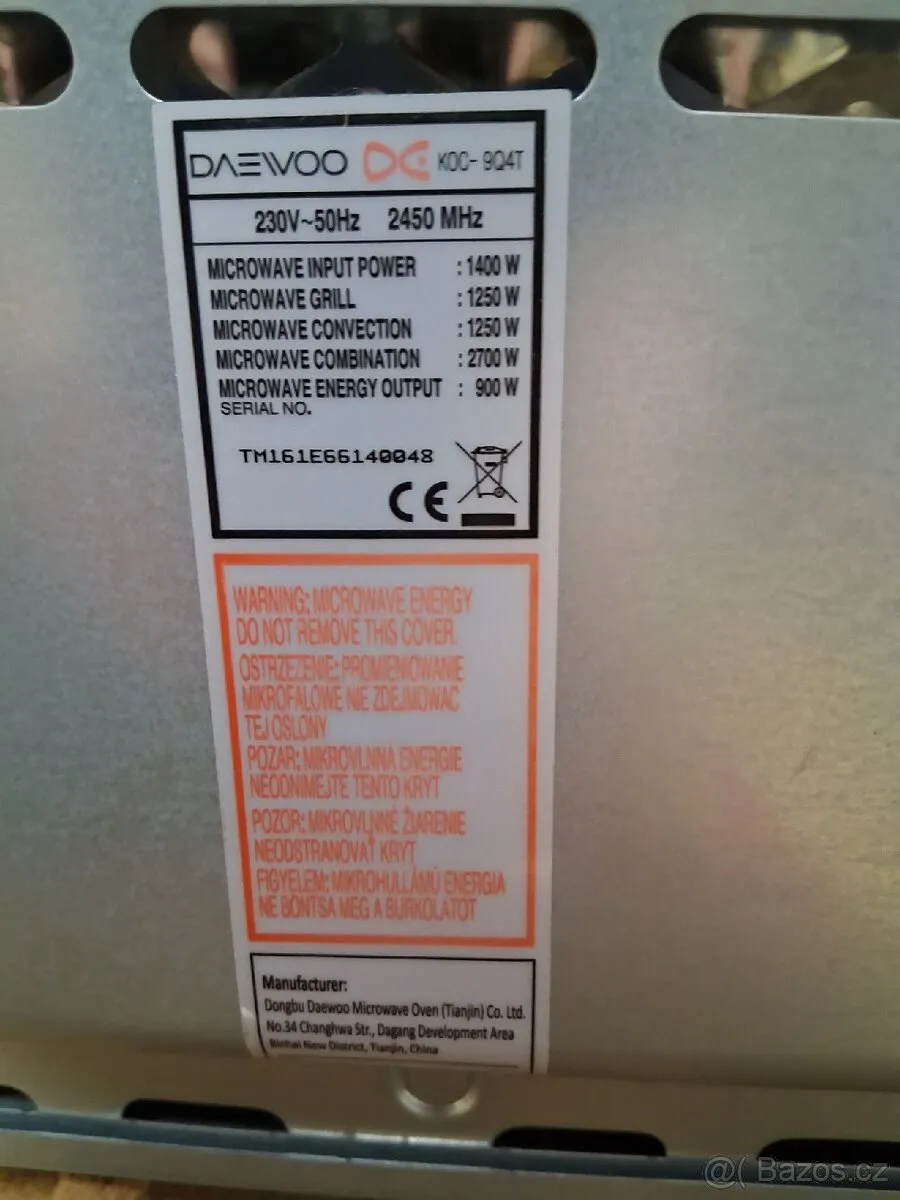 DAEWOO KOC-9Q4T
230V~50Hz 2450 MHz
MICROWAVE INPUT POWER : 1400 W
MICROWAVE GRILL : 1250 W
MICROWAVE CONVECTION : 1250 W
MICROWAVE COMBINATION : 2700 W
MICROWAVE ENERGY OUTPUT : 900 W
SERIAL NO.
TM161E66140048
CE
WARNING: MICROWAVE ENERGY
DO NOT REMOVE THIS COVER.
OSTRZEZENIE: PROMIENIOWANIE
MIKROFALOWE NIE ZDEJMOWAC
TEJ OSLONY
POZAR: MIKROVLNNA ENERGIE
NEODNIMEJTE TENTO KRYT
POZOR: MIKROVLNNÉ ŽIARENIE
NEODSTRANOVAŤ KRYT
FIGYELEM: MIKROHULLÁMÚ ENERGIA
NE BONTSA MEG A BURKOLATOT
Manufacturer:
Dongbu Daewoo Microwave Oven (Tianjin) Co. Ltd.
No.34 Changhwa Str., Dagang Development Area
Binhai New District, Tianjin, China
@( Bazos.cz